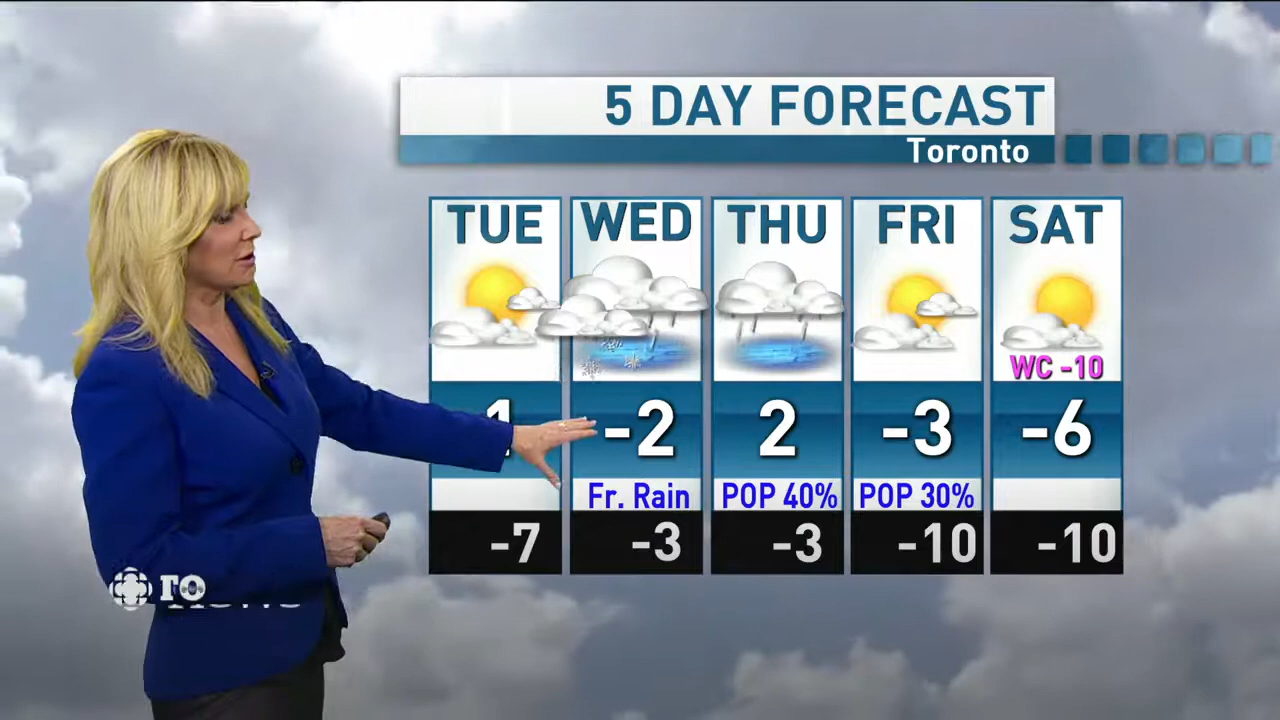 5 DAY FORECAST
Toronto
TUE WED THU FRI SAT
WC -10
1 -2 2 -3 -6
Fr. Rain POP 40% POP 30%
-7 -3 -3 -10 -10